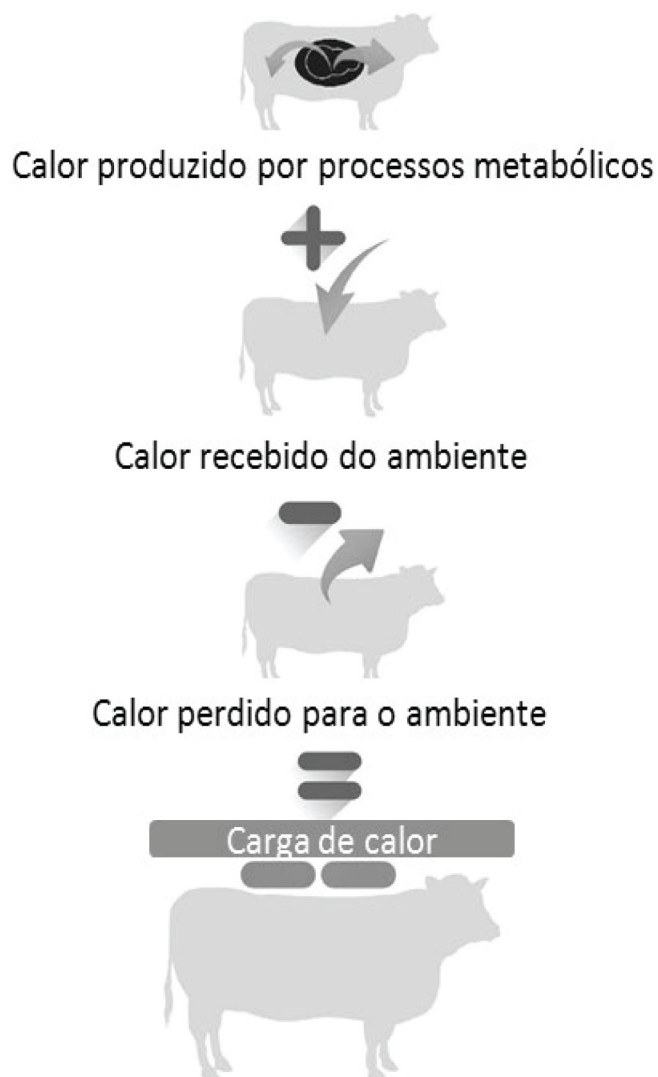 Calor produzido por processos metabólicos
+
Calor recebido do ambiente
-
Calor perdido para o ambiente
=
Carga de calor